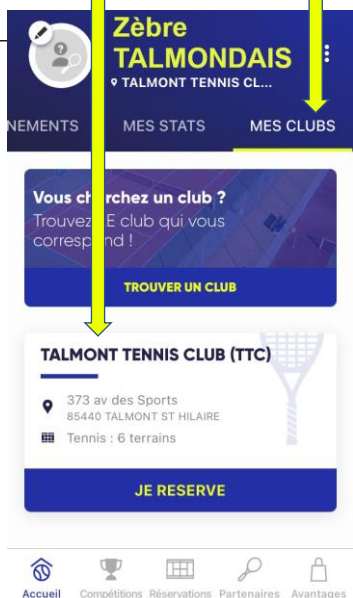 Zèbre
TALMONDAIS
TALMONT TENNIS CL...
NEMENTS MES STATS MES CLUBS
Vous cherchez un club ?
Trouvez LE club qui vous
correspond !
TROUVER UN CLUB
TALMONT TENNIS CLUB (TTC)
373 av des Sports
85440 TALMONT ST HILAIRE
Tennis : 6 terrains
JE RESERVE
Accueil Compétitions Réservations Partenaires Avantages